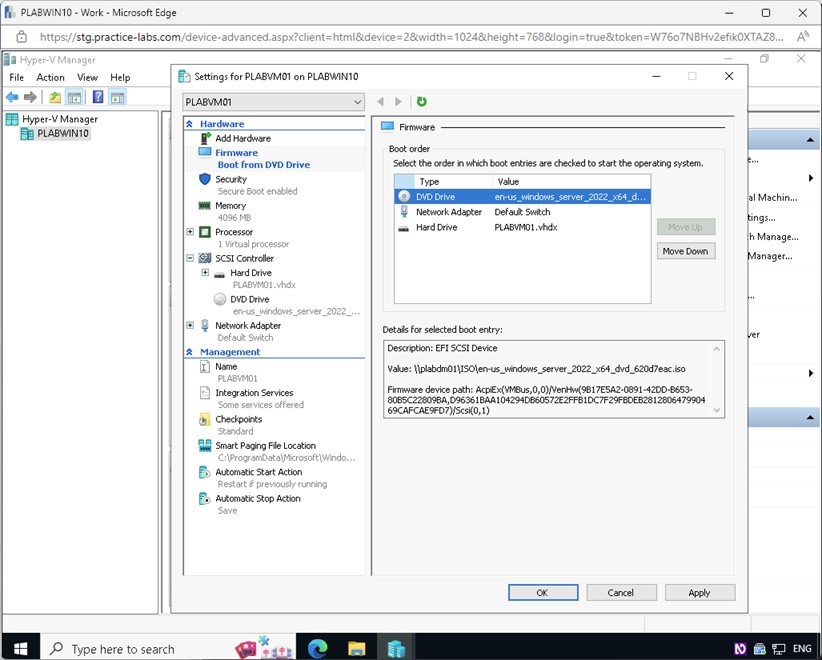 PLABWIN10 - Work - Microsoft Edge
https://stg.practice-labs.com/device-advanced.aspx?client=html&device=2&width=1024&height=768&login=true&token=W76o7NBHv2efik0XTAZ8...
Hyper-V Manager
File Action View Help
Hyper-V Manager
PLABWIN10
Settings for PLABVM01 on PLABWIN10
PLABVM01
Hardware
Add Hardware
Firmware
Boot from DVD Drive
Security
Secure Boot enabled
Memory
4096 MB
Processor
1 Virtual processor
SCSI Controller
Hard Drive
PLABVM01.vhdx
DVD Drive
en-us_windows_server_2022_...
Network Adapter
Default Switch
Management
Name
PLABVM01
Integration Services
Some services offered
Checkpoints
Standard
Smart Paging File Location
C:\ProgramData\Microsoft\Windo...
Automatic Start Action
Restart if previously running
Automatic Stop Action
Save
Firmware
Boot order
Select the order in which boot entries are checked to start the operating system.
Type Value
DVD Drive en-us_windows_server_2022_x64_d...
Network Adapter Default Switch
Hard Drive PLABVM01.vhdx
Move Up
Move Down
Details for selected boot entry:
Description: EFI SCSI Device
Value: \\plabdm01\ISO\en-us_windows_server_2022_x64_dvd_620d7eac.iso
Firmware device path: AcpiEx(VMBus,0,0)/VenHw(9B17E5A2-0891-42DD-B653-
80B5C22809BA,D96361BAA104294DB60572E2FFB1DC7F29FBDEB2812806479904
69CAFCAE9FD7)/Scsi(0,1)
OK Cancel Apply
e...
al Machin...
tings...
h Manage...
Manager...
...
ver
Type here to search
ENG